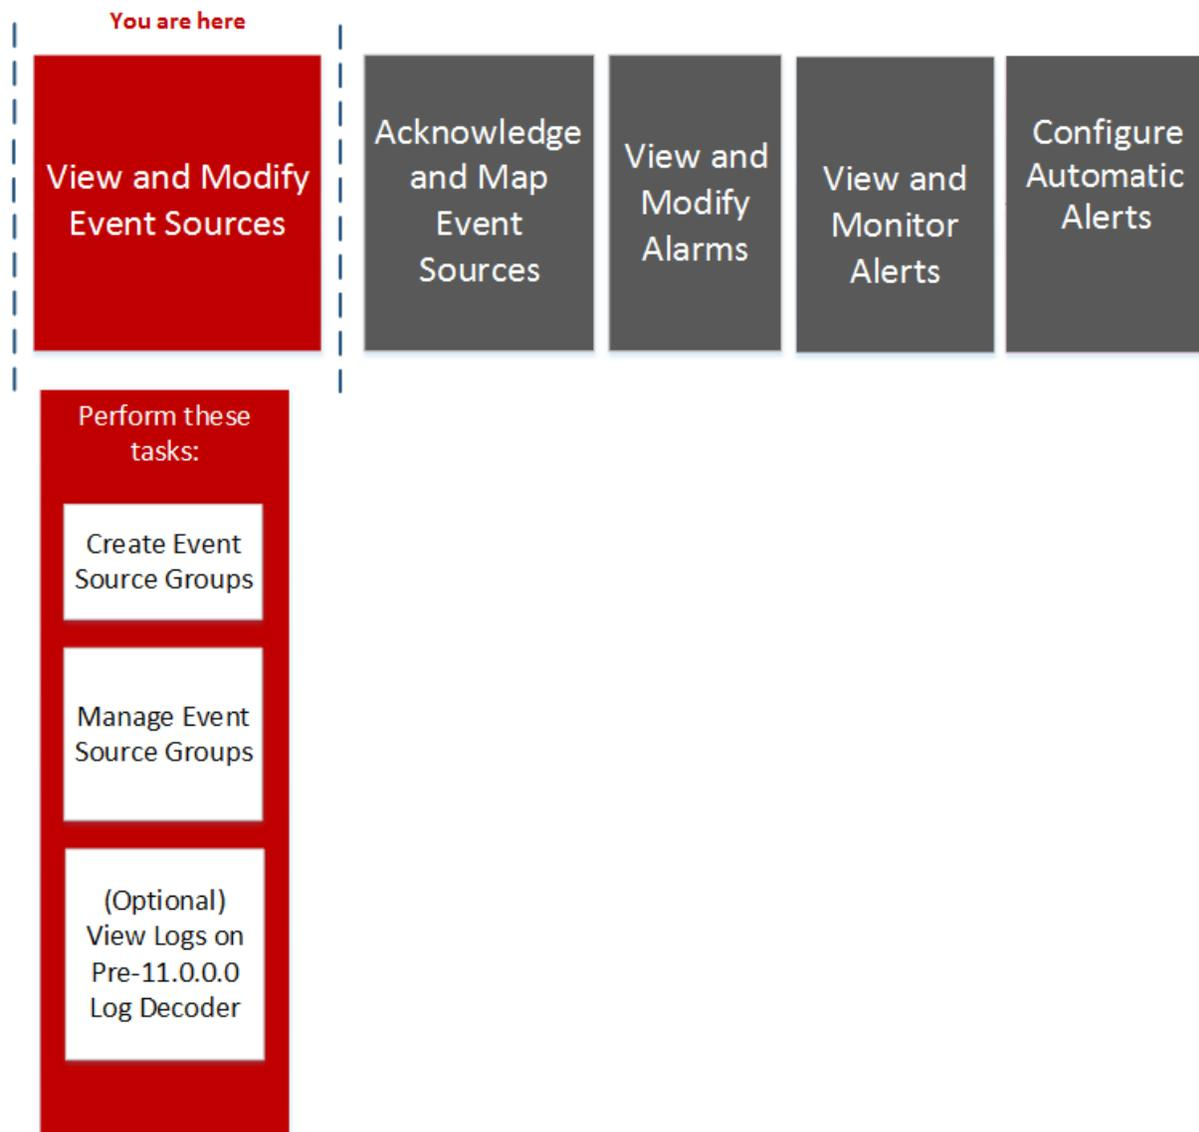 You are here
View and Modify
Event Sources
Acknowledge
and Map
Event
Sources
View and
Modify
Alarms
View and
Monitor
Alerts
Configure
Automatic
Alerts
Perform these
tasks:
Create Event
Source Groups
Manage Event
Source Groups
(Optional)
View Logs on
Pre-11.0.0.0
Log Decoder